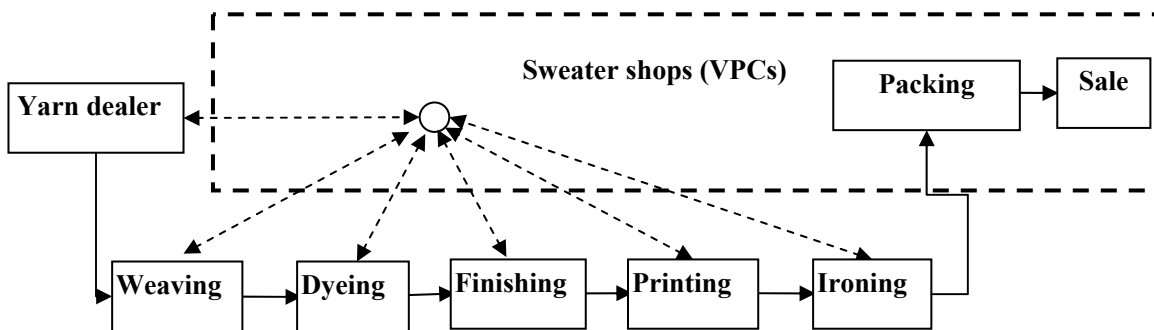 Sweater shops (VPCs)
Packing
Sale
Yarn dealer
Weaving
Dyeing
Finishing
Printing
Ironing